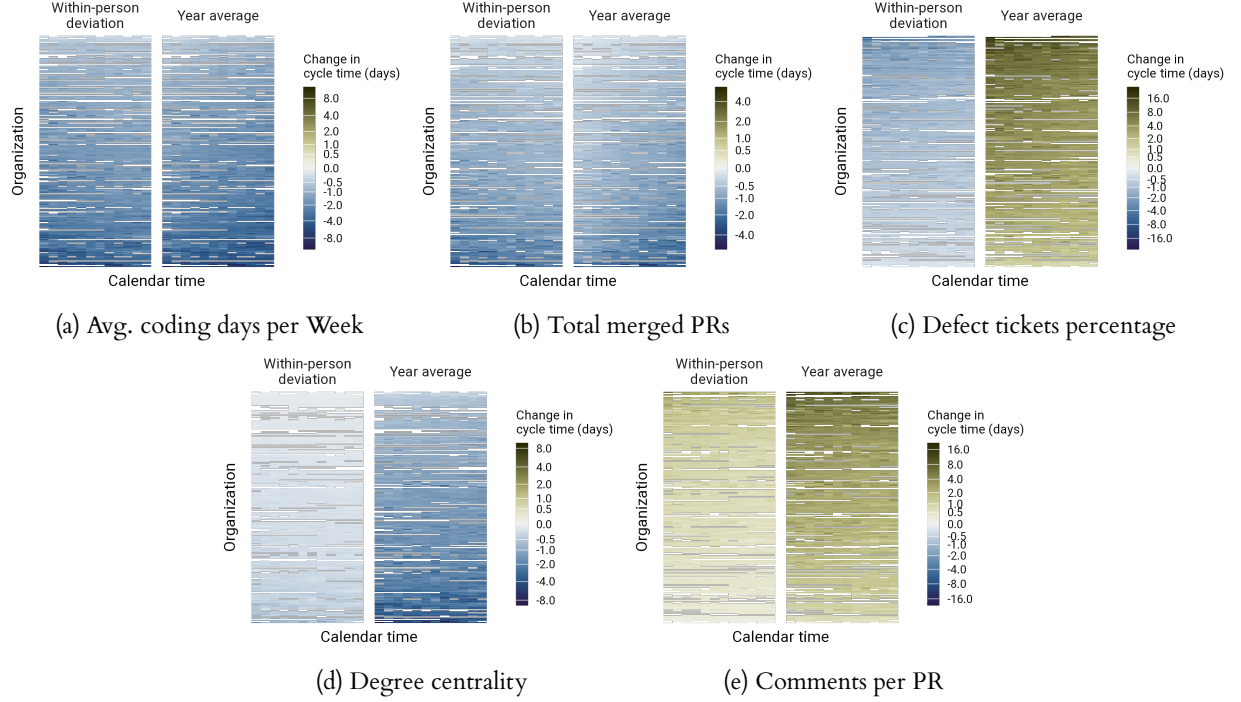 Within-person
deviation
Year average
Change in
cycle time (days)
8.0
4.0
2.0
1.0
0.5
0.0
-0.5
-1.0
-2.0
-4.0
-8.0
Organization
Calendar time
(a) Avg. coding days per Week
Within-person
deviation
Year average
Change in
cycle time (days)
4.0
2.0
1.0
0.5
0.0
-0.5
-1.0
-2.0
-4.0
Organization
Calendar time
(b) Total merged PRs
Within-person
deviation
Year average
Change in
cycle time (days)
16.0
8.0
4.0
2.0
1.0
0.5
0.0
-0.5
-1.0
-2.0
-4.0
-8.0
-16.0
Organization
Calendar time
(c) Defect tickets percentage
Within-person
deviation
Year average
Change in
cycle time (days)
8.0
4.0
2.0
1.0
0.5
0.0
-0.5
-1.0
-2.0
-4.0
-8.0
Organization
Calendar time
(d) Degree centrality
Within-person
deviation
Year average
Change in
cycle time (days)
16.0
8.0
4.0
2.0
1.0
0.5
0.0
-0.5
-1.0
-2.0
-4.0
-8.0
-16.0
Organization
Calendar time
(e) Comments per PR